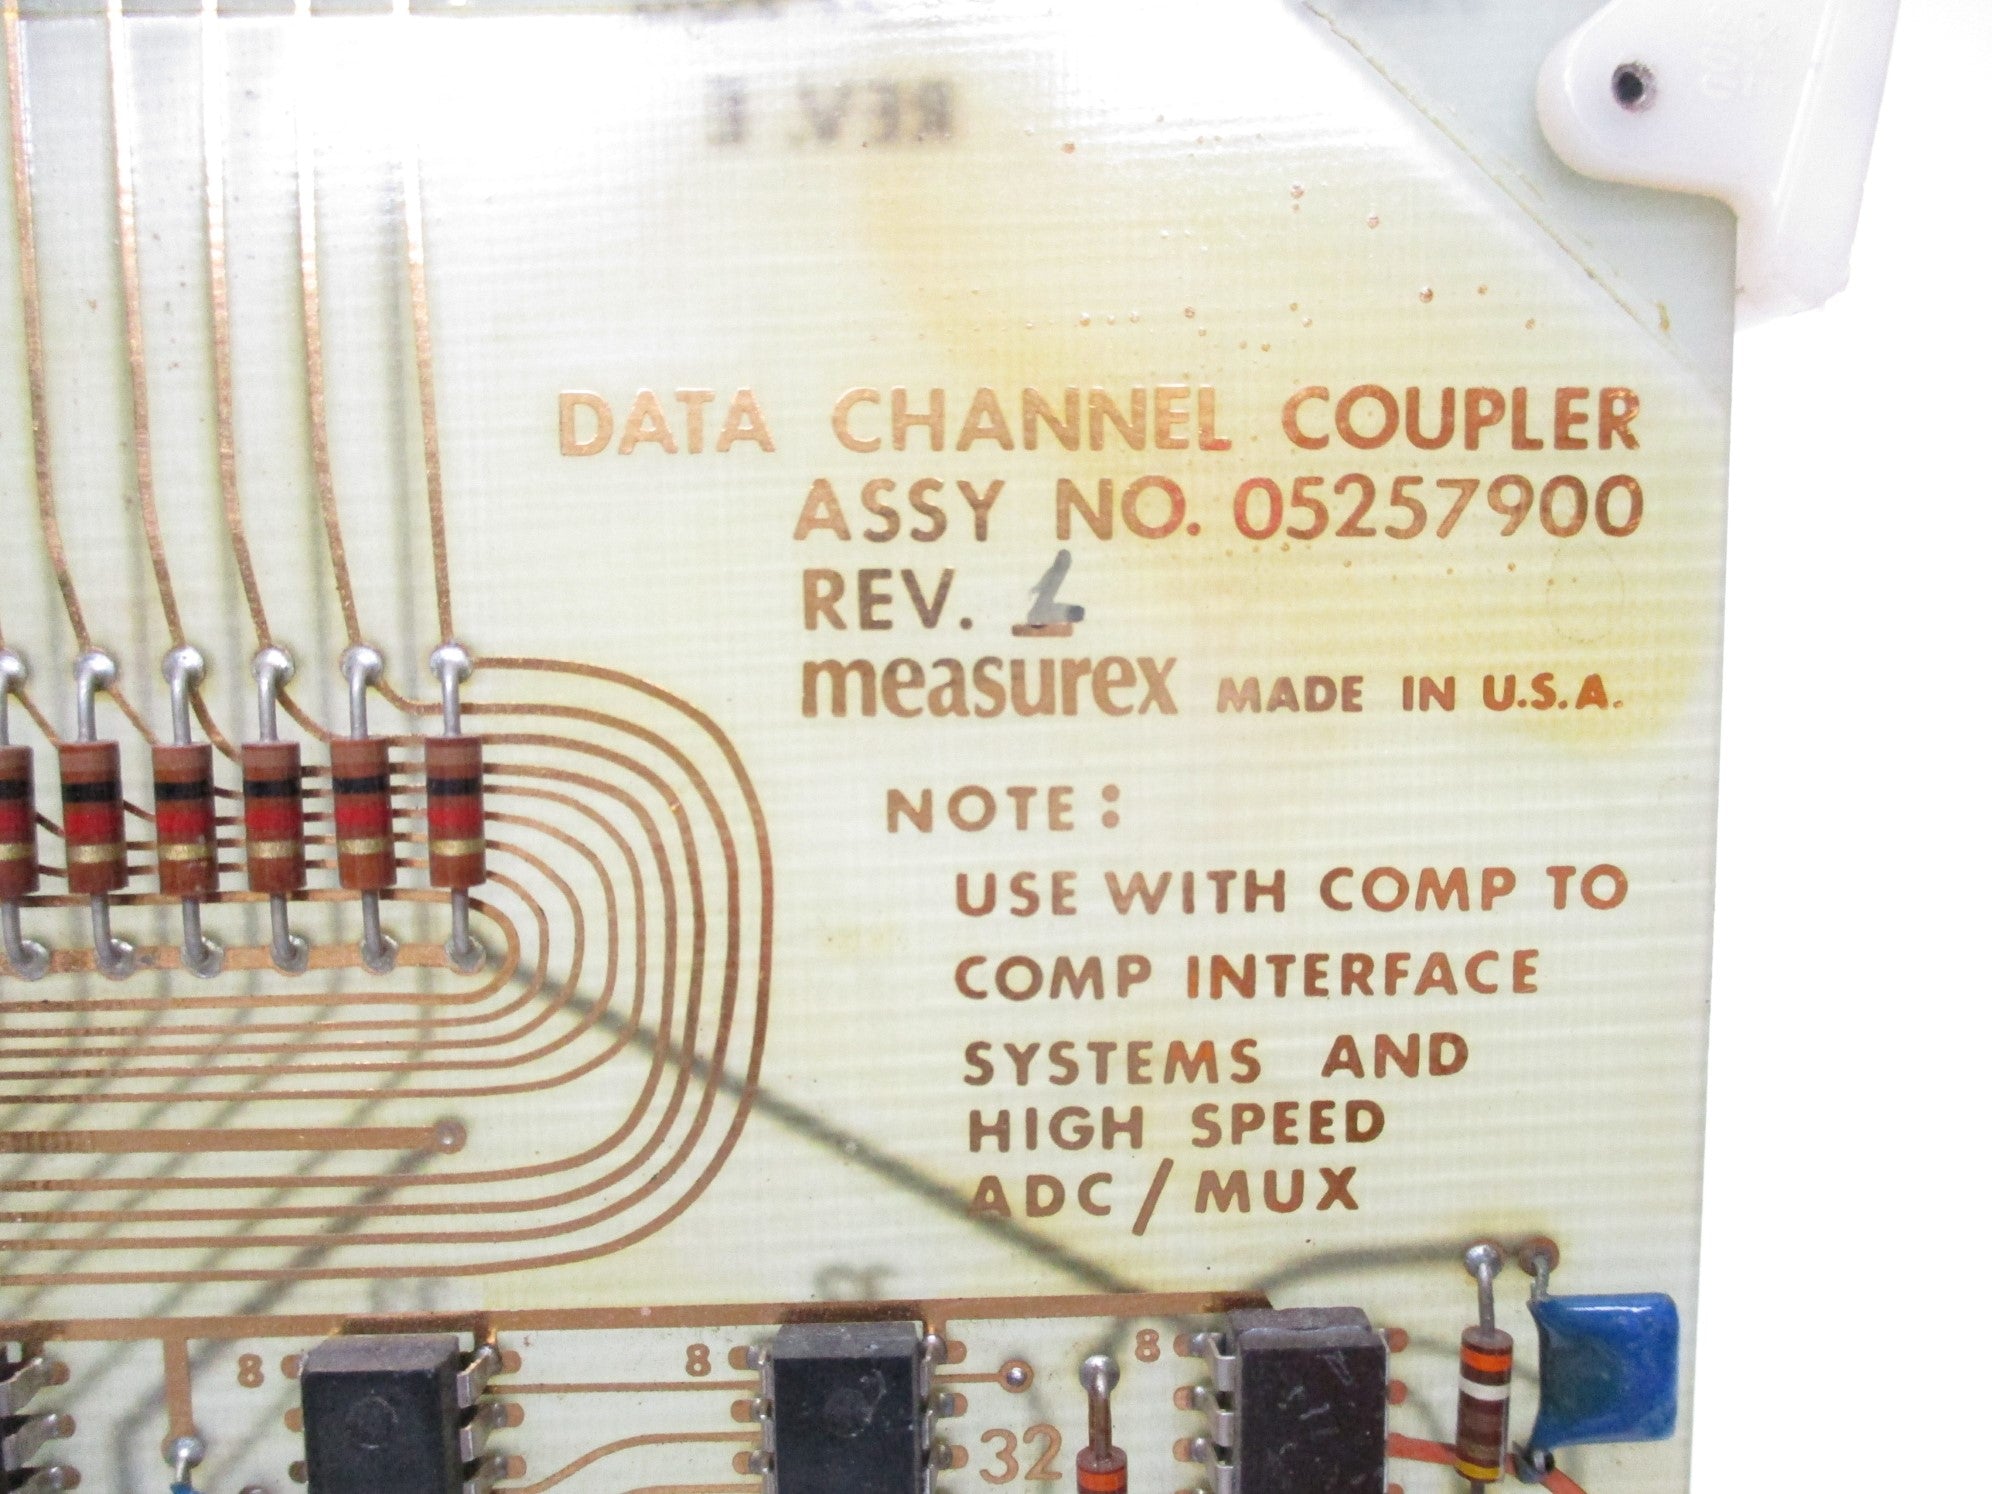 REV. E
DATA CHANNEL COUPLER
ASSY NO. 05257900
REV. L
measurex MADE IN U.S.A.
NOTE:
USE WITH COMP TO
COMP INTERFACE
SYSTEMS AND
HIGH SPEED
ADC/MUX
8
8
8
32